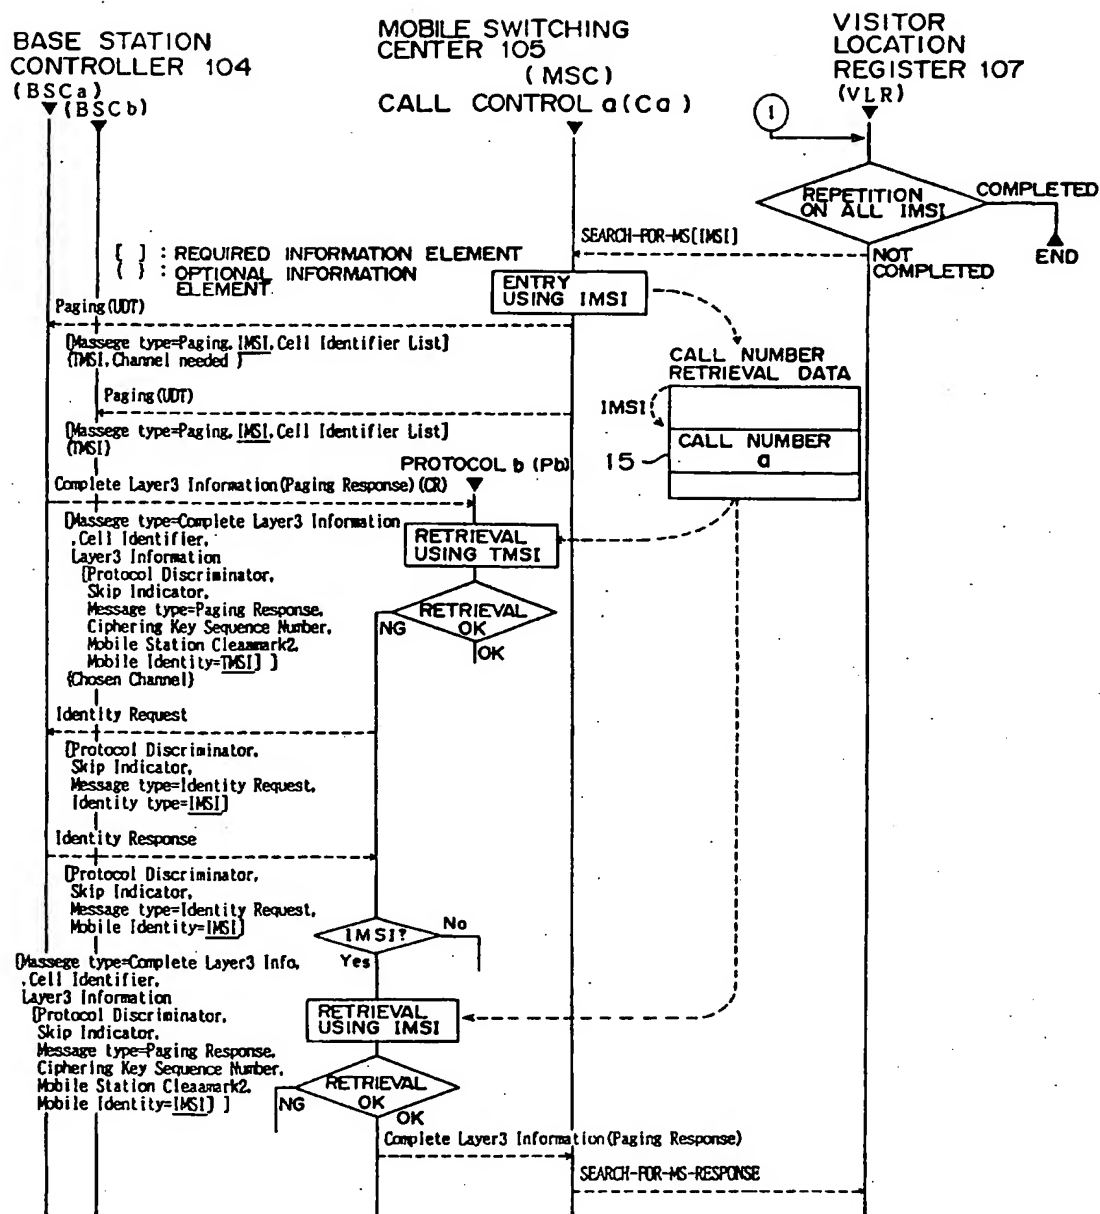 BASE STATION
CONTROLLER 104
(BSCa)
(BSCb)
MOBILE SWITCHING
CENTER 105
(MSC)
CALL CONTROL a(Ca)
VISITOR
LOCATION
REGISTER 107
(VLR)
1
REPETITION
ON ALL IMSI
COMPLETED
END
NOT
COMPLETED
SEARCH-FOR-MS[IMSI]
[ ] : REQUIRED INFORMATION ELEMENT
{ } : OPTIONAL INFORMATION
ELEMENT
ENTRY
USING IMSI
Paging(UDT)
[Massege type=Paging, IMSI, Cell Identifier List]
{TMSI, Channel needed }
CALL NUMBER
RETRIEVAL DATA
IMSI
CALL NUMBER
a
15
Paging(UDT)
[Massege type=Paging, IMSI, Cell Identifier List]
{TMSI}
PROTOCOL b (Pb)
Complete Layer3 Information(Paging Response)(CR)
[Massege type=Complete Layer3 Information
,Cell Identifier,
Layer3 Information
[Protocol Discriminator,
Skip Indicator,
Message type=Paging Response,
Ciphering Key Sequence Number,
Mobile Station Cleaamark2,
Mobile Identity=TMSI] ]
{Chosen Channel}
RETRIEVAL
USING TMSI
RETRIEVAL
OK
NG
OK
Identity Request
[Protocol Discriminator,
Skip Indicator,
Message type=Identity Request,
Identity type=IMSI]
Identity Response
[Protocol Discriminator,
Skip Indicator,
Message type=Identity Request,
Mobile Identity=IMSI]
IMSI?
No
Yes
[Massege type=Complete Layer3 Info,
,Cell Identifier,
Layer3 Information
[Protocol Discriminator,
Skip Indicator,
Message type=Paging Response,
Ciphering Key Sequence Number,
Mobile Station Cleaamark2,
Mobile Identity=IMSI] ]
RETRIEVAL
USING IMSI
RETRIEVAL
OK
NG
OK
Complete Layer3 Information(Paging Response)
SEARCH-FOR-MS-RESPONSE